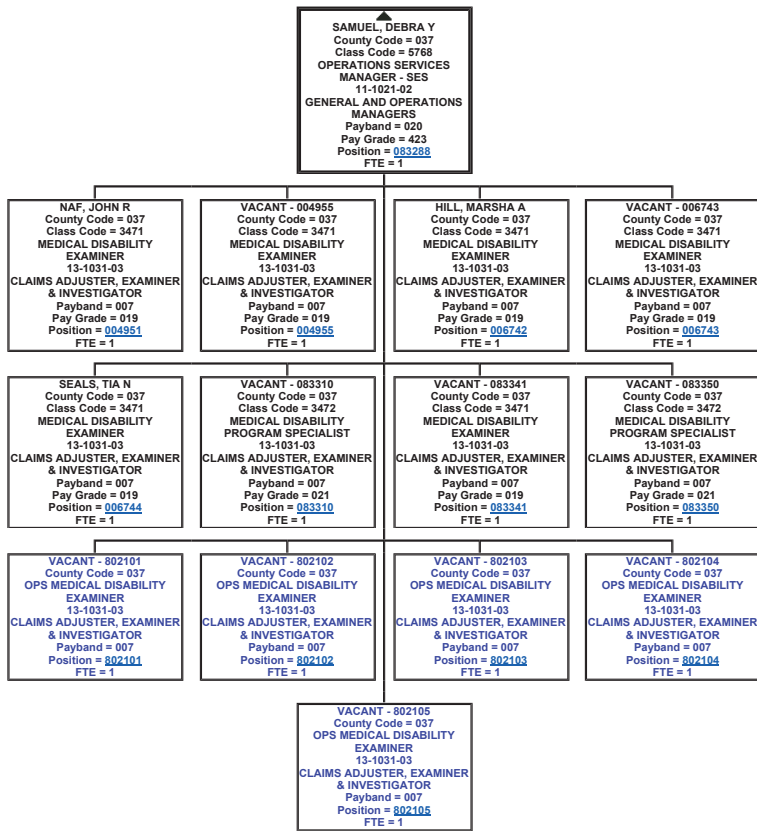 SAMUEL, DEBRA Y
County Code = 037
Class Code = 5768
OPERATIONS SERVICES
MANAGER - SES
11-1021-02
GENERAL AND OPERATIONS
MANAGERS
Payband = 020
Pay Grade = 423
Position = 083288
FTE = 1
NAF, JOHN R
County Code = 037
Class Code = 3471
MEDICAL DISABILITY
EXAMINER
13-1031-03
CLAIMS ADJUSTER, EXAMINER
& INVESTIGATOR
Payband = 007
Pay Grade = 019
Position = 004951
FTE = 1
VACANT - 004955
County Code = 037
Class Code = 3471
MEDICAL DISABILITY
EXAMINER
13-1031-03
CLAIMS ADJUSTER, EXAMINER
& INVESTIGATOR
Payband = 007
Pay Grade = 019
Position = 004955
FTE = 1
HILL, MARSHA A
County Code = 037
Class Code = 3471
MEDICAL DISABILITY
EXAMINER
13-1031-03
CLAIMS ADJUSTER, EXAMINER
& INVESTIGATOR
Payband = 007
Pay Grade = 019
Position = 006742
FTE = 1
VACANT - 006743
County Code = 037
Class Code = 3471
MEDICAL DISABILITY
EXAMINER
13-1031-03
CLAIMS ADJUSTER, EXAMINER
& INVESTIGATOR
Payband = 007
Pay Grade = 019
Position = 006743
FTE = 1
SEALS, TIA N
County Code = 037
Class Code = 3471
MEDICAL DISABILITY
EXAMINER
13-1031-03
CLAIMS ADJUSTER, EXAMINER
& INVESTIGATOR
Payband = 007
Pay Grade = 019
Position = 006744
FTE = 1
VACANT - 083310
County Code = 037
Class Code = 3472
MEDICAL DISABILITY
PROGRAM SPECIALIST
13-1031-03
CLAIMS ADJUSTER, EXAMINER
& INVESTIGATOR
Payband = 007
Pay Grade = 021
Position = 083310
FTE = 1
VACANT - 083341
County Code = 037
Class Code = 3471
MEDICAL DISABILITY
EXAMINER
13-1031-03
CLAIMS ADJUSTER, EXAMINER
& INVESTIGATOR
Payband = 007
Pay Grade = 019
Position = 083341
FTE = 1
VACANT - 083350
County Code = 037
Class Code = 3472
MEDICAL DISABILITY
PROGRAM SPECIALIST
13-1031-03
CLAIMS ADJUSTER, EXAMINER
& INVESTIGATOR
Payband = 007
Pay Grade = 021
Position = 083350
FTE = 1
VACANT - 802101
County Code = 037
OPS MEDICAL DISABILITY
EXAMINER
13-1031-03
CLAIMS ADJUSTER, EXAMINER
& INVESTIGATOR
Payband = 007
Position = 802101
FTE = 1
VACANT - 802102
County Code = 037
OPS MEDICAL DISABILITY
EXAMINER
13-1031-03
CLAIMS ADJUSTER, EXAMINER
& INVESTIGATOR
Payband = 007
Position = 802102
FTE = 1
VACANT - 802103
County Code = 037
OPS MEDICAL DISABILITY
EXAMINER
13-1031-03
CLAIMS ADJUSTER, EXAMINER
& INVESTIGATOR
Payband = 007
Position = 802103
FTE = 1
VACANT - 802104
County Code = 037
OPS MEDICAL DISABILITY
EXAMINER
13-1031-03
CLAIMS ADJUSTER, EXAMINER
& INVESTIGATOR
Payband = 007
Position = 802104
FTE = 1
VACANT - 802105
County Code = 037
OPS MEDICAL DISABILITY
EXAMINER
13-1031-03
CLAIMS ADJUSTER, EXAMINER
& INVESTIGATOR
Payband = 007
Position = 802105
FTE = 1